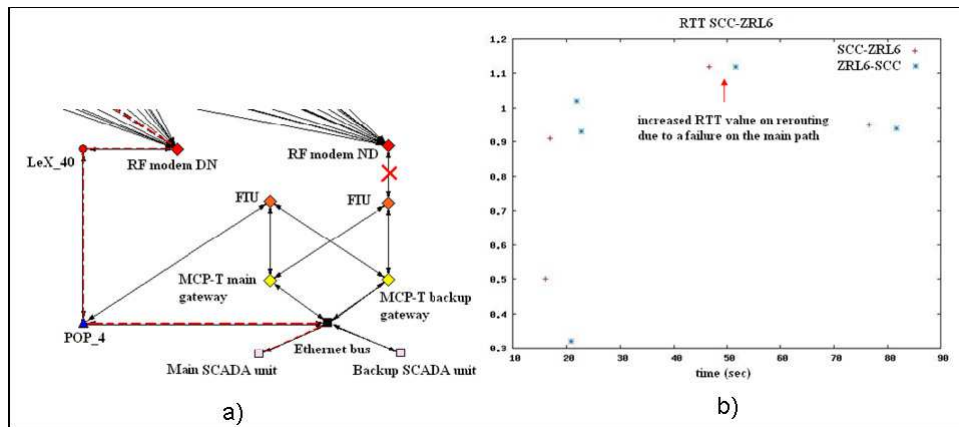 LeX_40
RF modem DN
RF modem ND
FIU
FIU
MCP-T main
gateway
MCP-T backup
gateway
POP_4
Ethernet bus
Main SCADA unit
Backup SCADA unit
a)
RTT SCC-ZRL6
1.2
1.1
1
0.9
0.8
0.7
0.6
0.5
0.4
0.3
10
20
30
40
50
60
70
80
90
time (sec)
SCC-ZRL6
ZRL6-SCC
increased RTT value on rerouting
due to a failure on the main path
b)